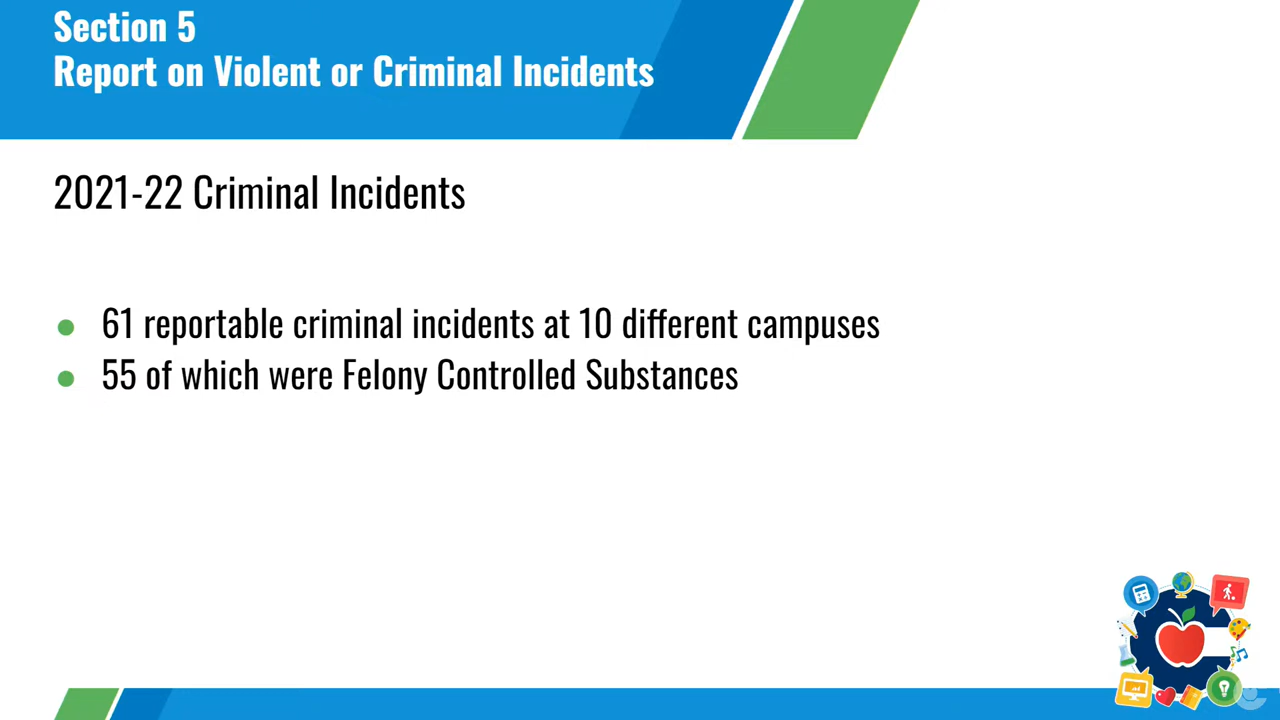 Section 5
Report on Violent or Criminal Incidents
2021-22 Criminal Incidents
● 61 reportable criminal incidents at 10 different campuses
● 55 of which were Felony Controlled Substances